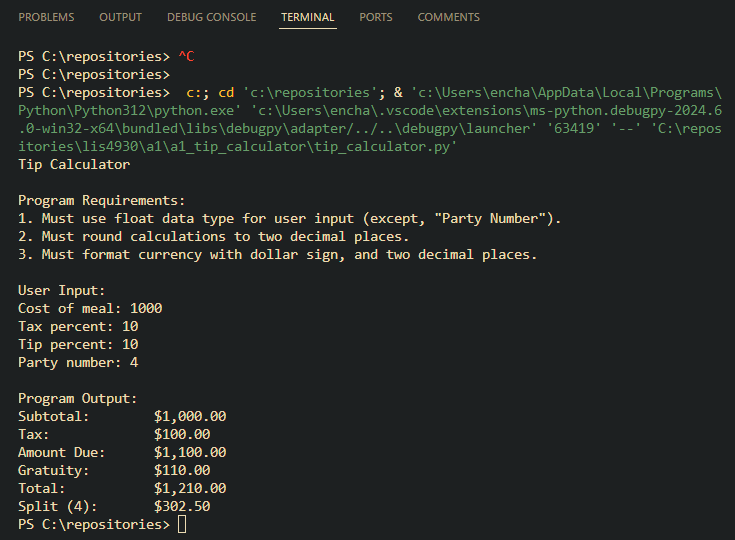 PROBLEMS OUTPUT DEBUG CONSOLE TERMINAL PORTS COMMENTS
PS C:\repositories> ^C
PS C:\repositories>
PS C:\repositories>  c:; cd 'c:\repositories'; & 'c:\Users\encha\AppData\Local\Programs\
Python\Python312\python.exe' 'c:\Users\encha\.vscode\extensions\ms-python.debugpy-2024.6
.0-win32-x64\bundled\libs\debugpy\adapter/../..\debugpy\launcher' '63419' '--' 'C:\repos
itories\lis4930\a1\a1_tip_calculator\tip_calculator.py'
Tip Calculator
Program Requirements:
1. Must use float data type for user input (except, "Party Number").
2. Must round calculations to two decimal places.
3. Must format currency with dollar sign, and two decimal places.
User Input:
Cost of meal: 1000
Tax percent: 10
Tip percent: 10
Party number: 4
Program Output:
Subtotal: $1,000.00
Tax: $100.00
Amount Due: $1,100.00
Gratuity: $110.00
Total: $1,210.00
Split (4): $302.50
PS C:\repositories>